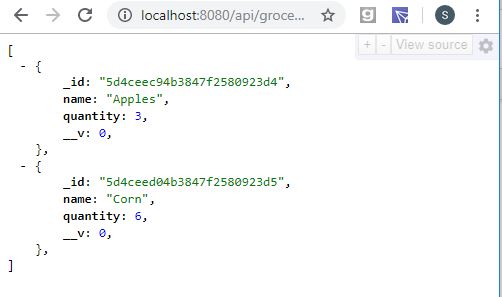 localhost:8080/api/groce...
S
+ - View source
[
- {
_id: "5d4ceec94b3847f2580923d4",
name: "Apples",
quantity: 3,
__v: 0,
},
- {
_id: "5d4ceed04b3847f2580923d5",
name: "Corn",
quantity: 6,
__v: 0,
},
]